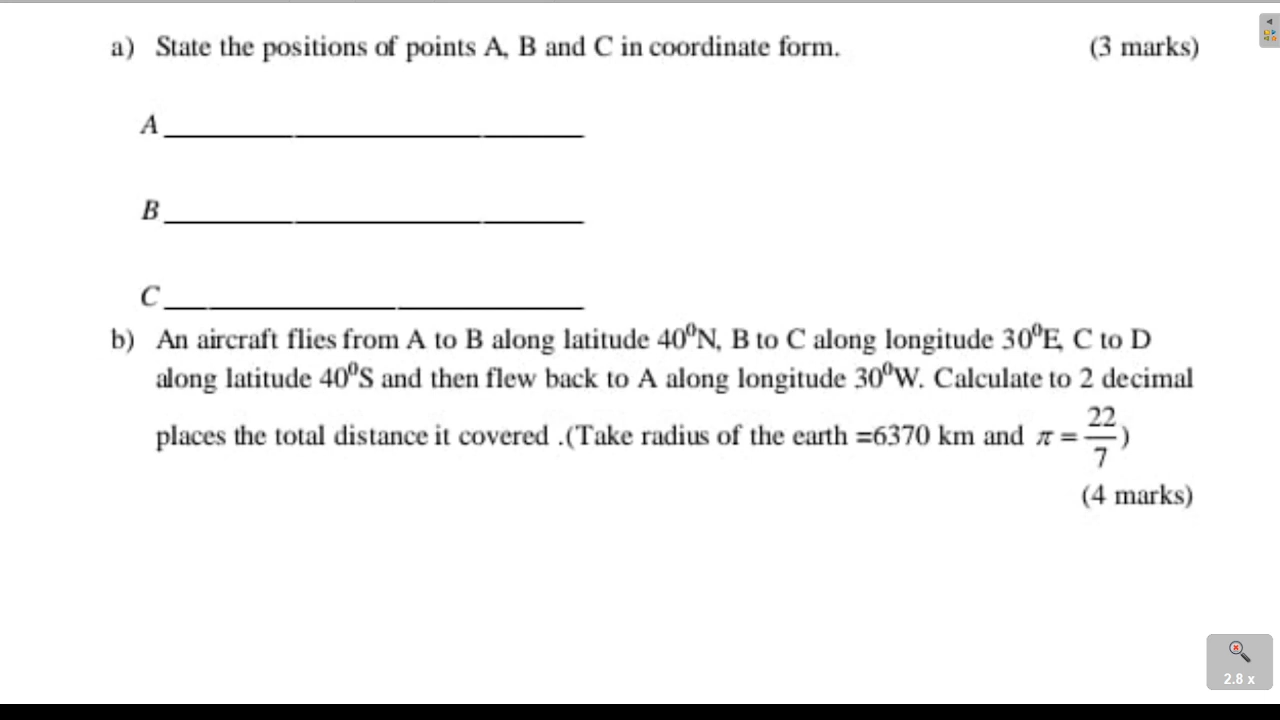 a) State the positions of points A, B and C in coordinate form. (3 marks)
A
B
C
b) An aircraft flies from A to B along latitude 40⁰N, B to C along longitude 30⁰E, C to D
along latitude 40⁰S and then flew back to A along longitude 30⁰W. Calculate to 2 decimal
places the total distance it covered .(Take radius of the earth =6370 km and π = 22/7)
(4 marks)
2.8 x